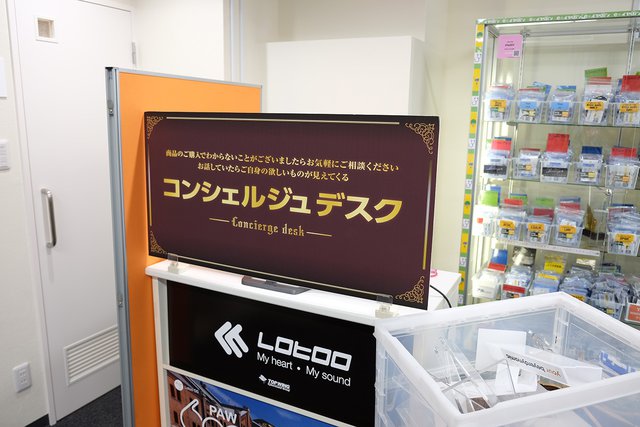 商品のご購入でわからないことがございましたらお気軽にご相談ください
お話していたらご自身の欲しいものが見えてくる
コンシェルジュデスク
Concierge desk
LOTOO
My heart • My sound
TOPWING
PAW